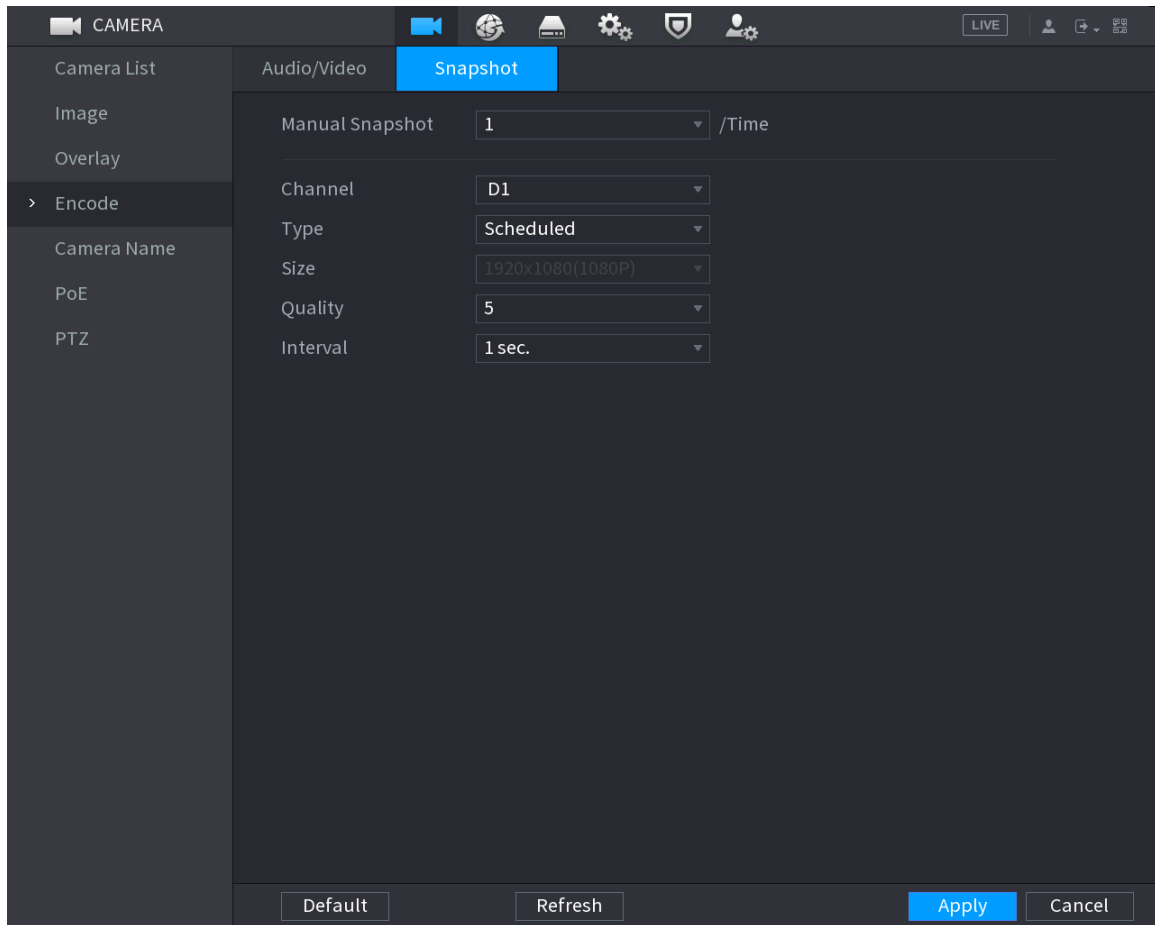 CAMERA
LIVE
Camera List
Image
Overlay
Encode
Camera Name
PoE
PTZ
Audio/Video
Snapshot
Manual Snapshot 1 /Time
Channel D1
Type Scheduled
Size 1920x1080(1080P)
Quality 5
Interval 1 sec.
Default
Refresh
Apply
Cancel